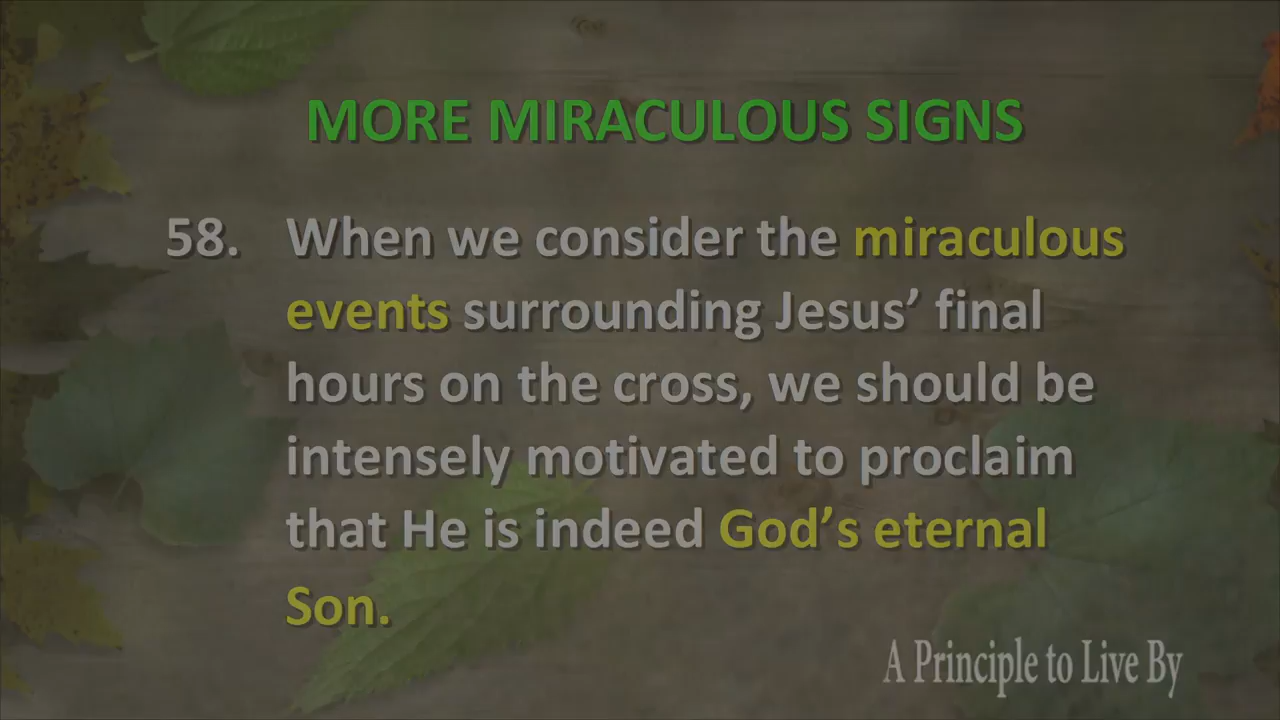 MORE MIRACULOUS SIGNS
58. When we consider the miraculous
events surrounding Jesus’ final
hours on the cross, we should be
intensely motivated to proclaim
that He is indeed God’s eternal
Son.
A Principle to Live By